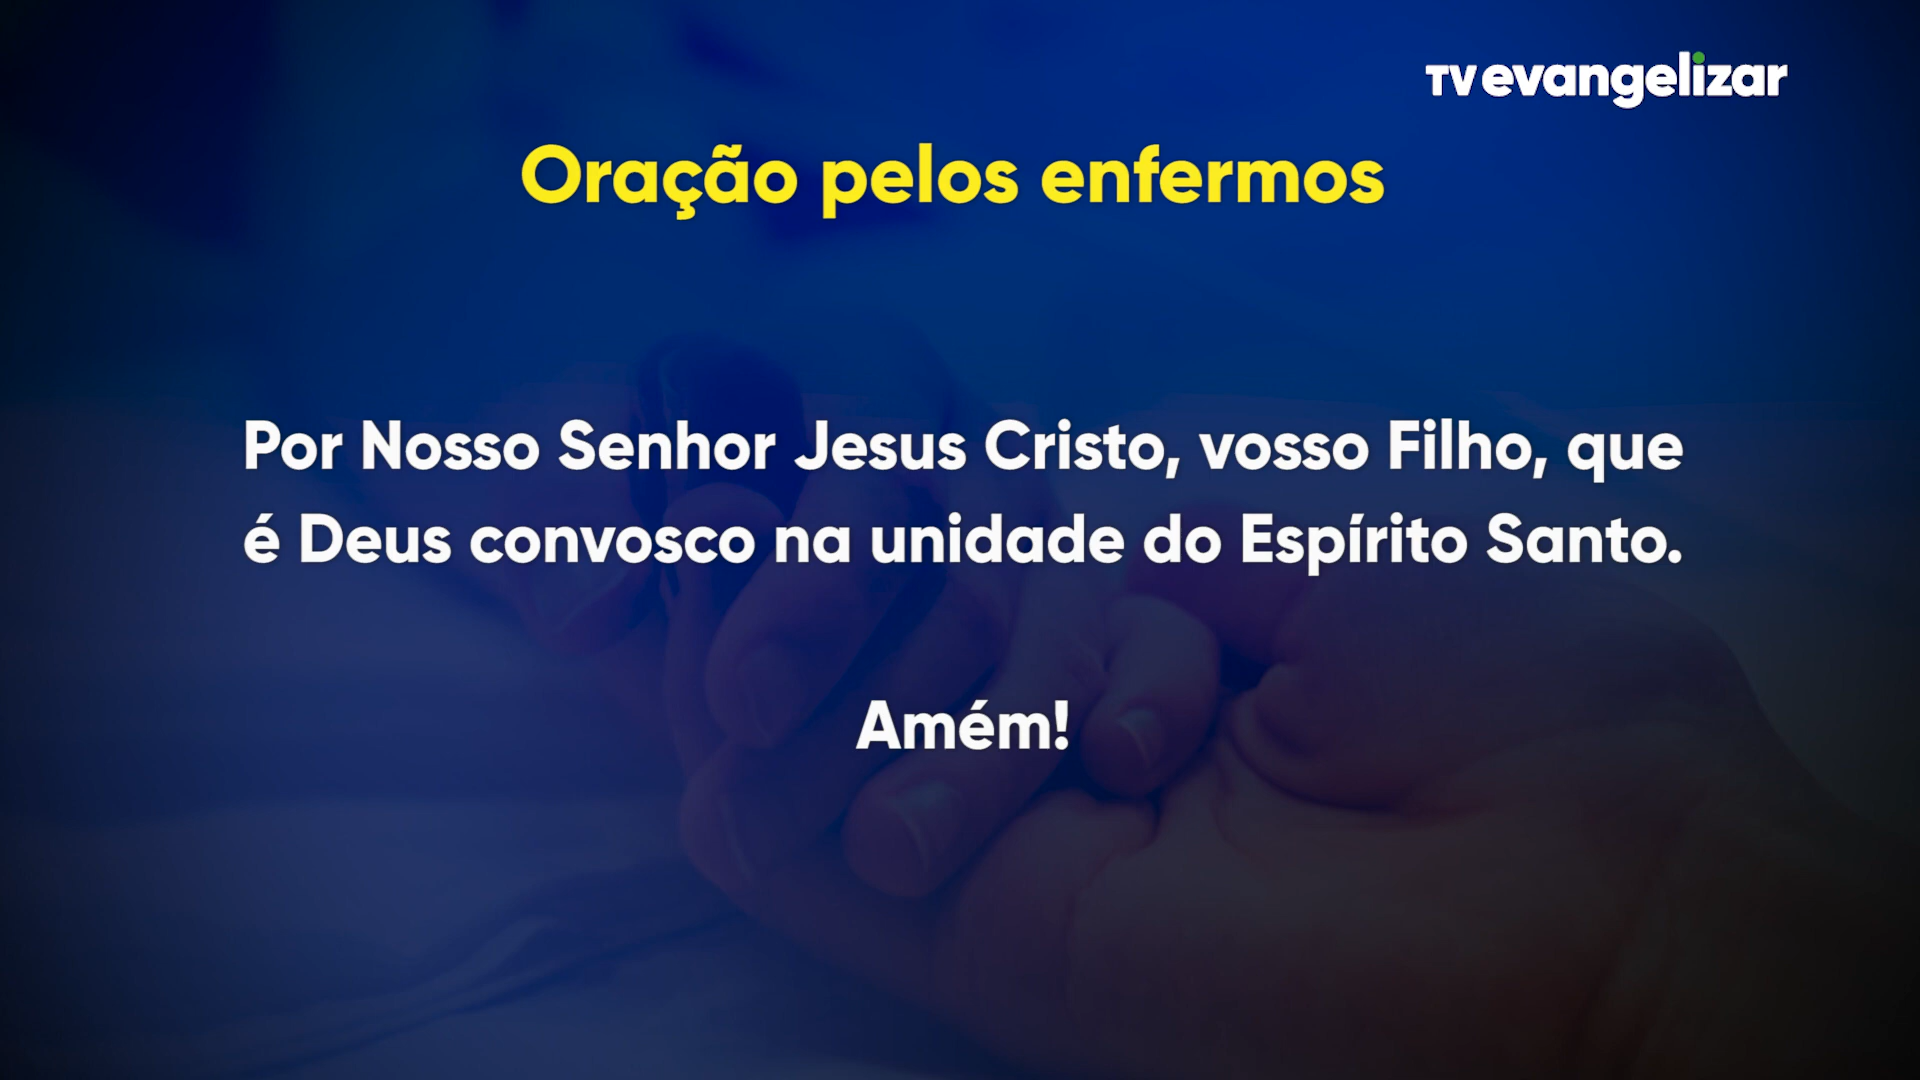 TV evangelizar
Oração pelos enfermos
Por Nosso Senhor Jesus Cristo, vosso Filho, que
é Deus convosco na unidade do Espírito Santo.
Amém!